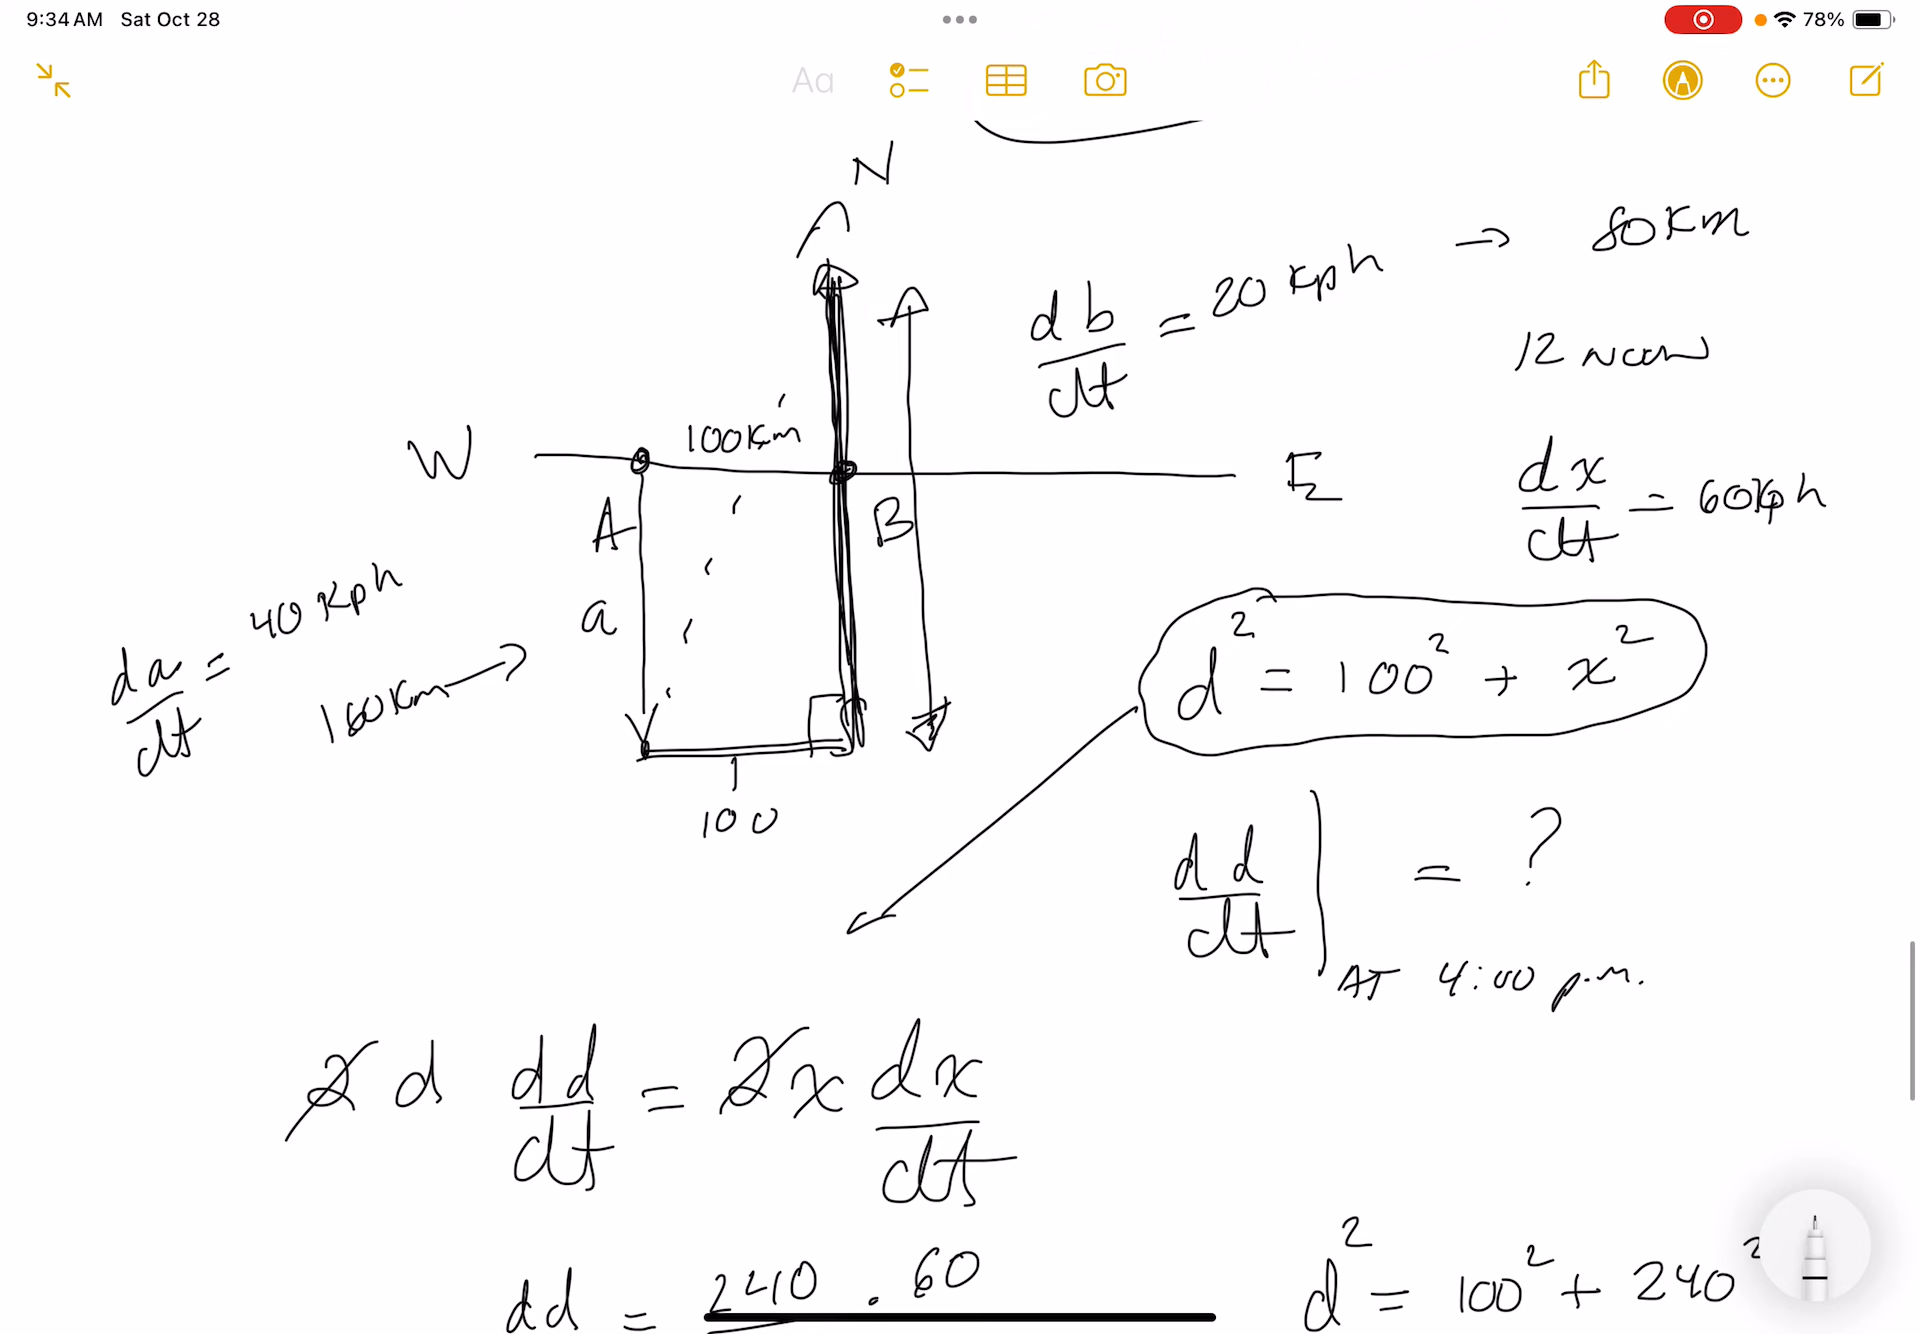 9:34 AM Sat Oct 28
78%
Aa
N
db/dt = 20 kph → 80 km
12 noon
W 100 km E
A B
dx/dt = 60 kph
da/dt = 40 kph
160 km →
a
d² = 100² + x²
100
dd/dt | = ?
AT 4:00 p.m.
2d dd/dt = 2x dx/dt
dd = 240 · 60
d² = 100² + 240²